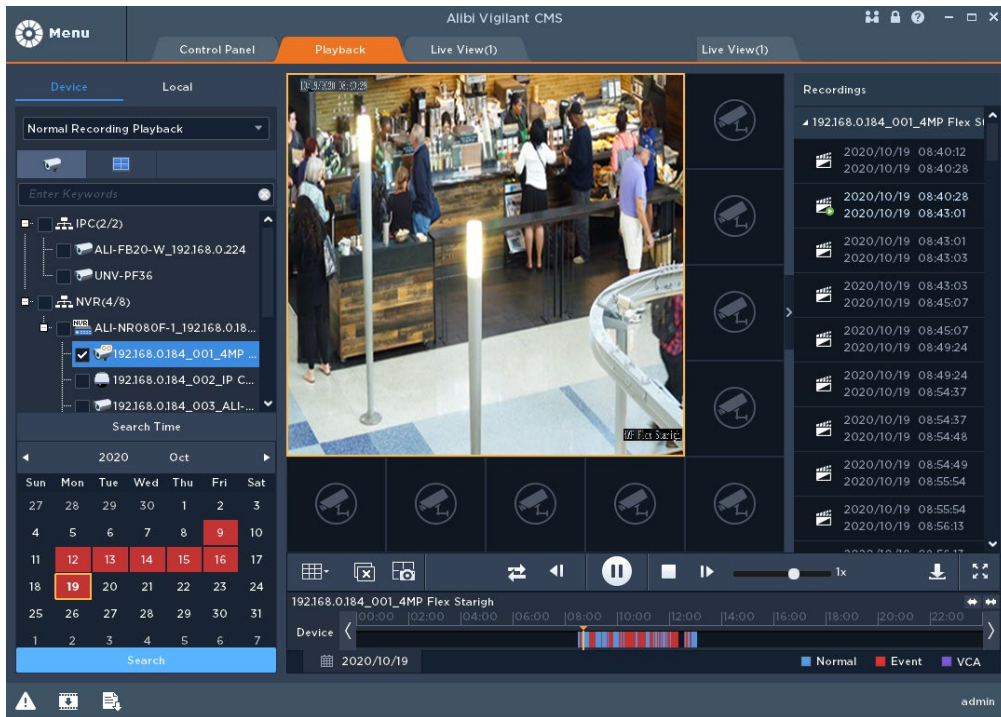 Menu
Alibi Vigilant CMS
Control Panel
Playback
Live View(1)
Live View(1)
Device
Local
Normal Recording Playback
Enter Keywords
IPC(2/2)
ALI-FB20-W_192.168.0.224
UNV-PF36
NVR(4/8)
NVR
ALI-NR080F-1_192.168.0.18...
192.168.0.184_001_4MP ...
192.168.0.184_002_IP C...
192.168.0.184_003_ALI-...
Search Time
2020 Oct
Sun Mon Tue Wed Thu Fri Sat
27 28 29 30 1 2 3
4 5 6 7 8 9 10
11 12 13 14 15 16 17
18 19 20 21 22 23 24
25 26 27 28 29 30 31
1 2 3 4 5 6 7
Search
Flex Starigh
Recordings
192.168.0.184_001_4MP Flex St
2020/10/19 08:40:12
2020/10/19 08:40:28
2020/10/19 08:40:28
2020/10/19 08:43:01
2020/10/19 08:43:01
2020/10/19 08:43:03
2020/10/19 08:43:03
2020/10/19 08:45:07
2020/10/19 08:45:07
2020/10/19 08:49:24
2020/10/19 08:49:24
2020/10/19 08:54:37
2020/10/19 08:54:37
2020/10/19 08:54:48
2020/10/19 08:54:49
2020/10/19 08:55:54
2020/10/19 08:55:54
2020/10/19 08:56:13
1x
192.168.0.184_001_4MP Flex Starigh
00:00 02:00 04:00 06:00 08:00 10:00 12:00 14:00 16:00 18:00 20:00 22:00
Device
2020/10/19
Normal Event VCA
admin